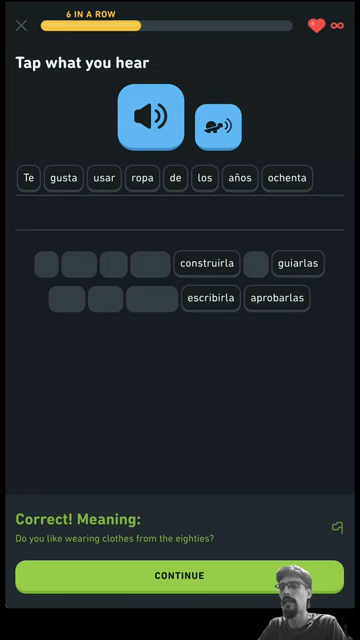 6 IN A ROW
Tap what you hear
Te gusta usar ropa de los años ochenta
construirla guiarlas
escribirla aprobarlas
Correct! Meaning:
Do you like wearing clothes from the eighties?
CONTINUE